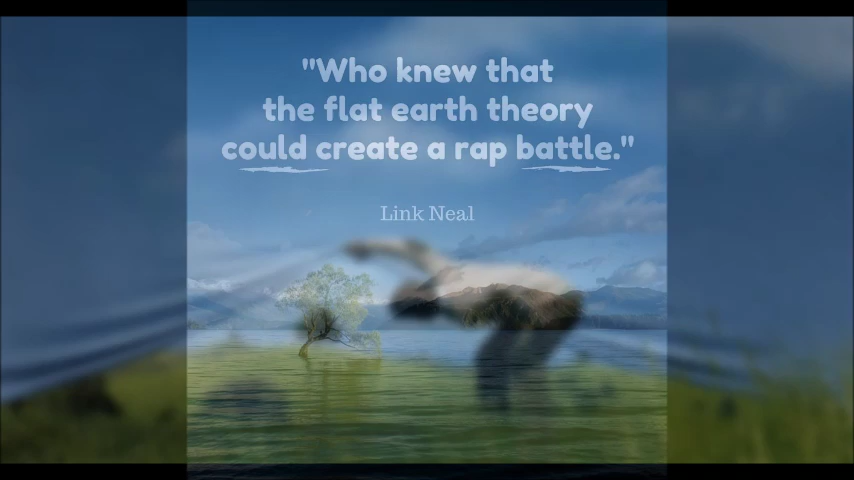 "Who knew that
the flat earth theory
could create a rap battle."
Link Neal